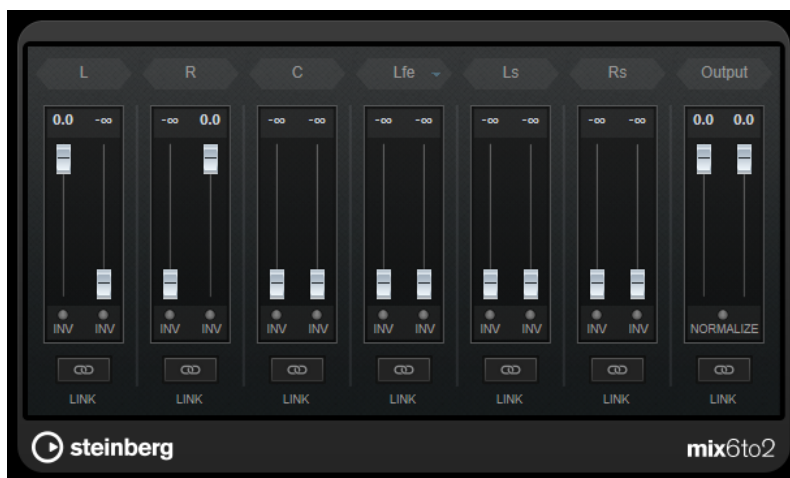 L R C Lfe Ls Rs Output
0.0 -∞ -∞ 0.0 -∞ -∞ -∞ -∞ -∞ -∞ -∞ -∞ 0.0 0.0
INV INV INV INV INV INV INV INV INV INV INV INV NORMALIZE
LINK LINK LINK LINK LINK LINK LINK
steinberg mix6to2